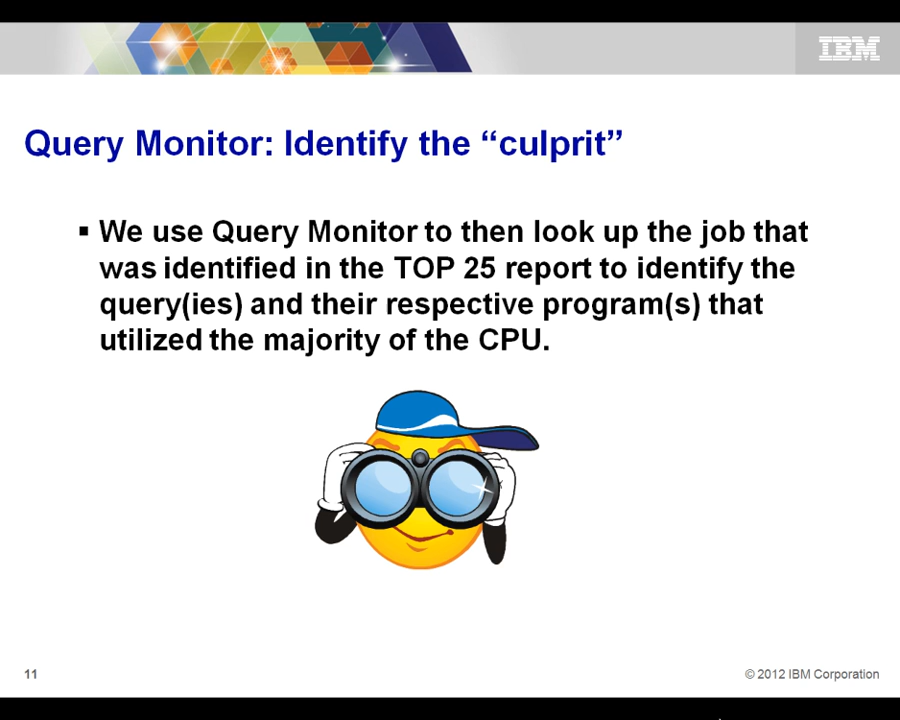 IBM
Query Monitor: Identify the “culprit”
▪ We use Query Monitor to then look up the job that
was identified in the TOP 25 report to identify the
query(ies) and their respective program(s) that
utilized the majority of the CPU.
11
© 2012 IBM Corporation